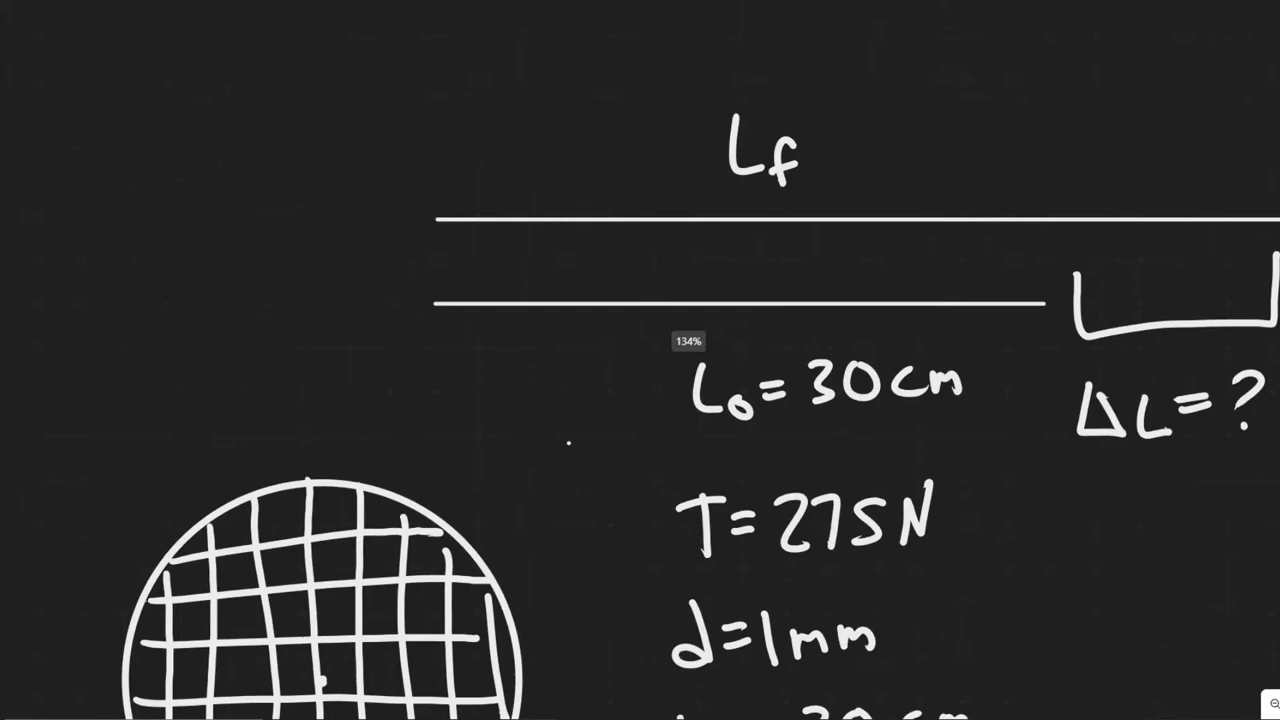 Lf
134%
L₀ = 30cm
ΔL = ?
T = 275N
d = 1mm